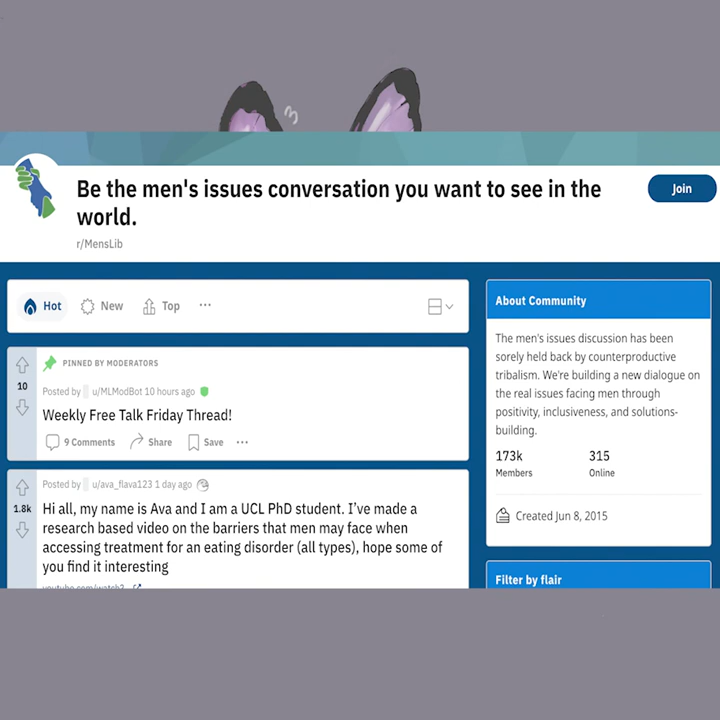 Be the men's issues conversation you want to see in the
world.
Join
r/MensLib
Hot
New
Top
PINNED BY MODERATORS
10
Posted by u/MLModBot 10 hours ago
Weekly Free Talk Friday Thread!
9 Comments
Share
Save
Posted by u/ava_flava123 1 day ago
1.8k
Hi all, my name is Ava and I am a UCL PhD student. I've made a
research based video on the barriers that men may face when
accessing treatment for an eating disorder (all types), hope some of
you find it interesting
About Community
The men's issues discussion has been
sorely held back by counterproductive
tribalism. We're building a new dialogue on
the real issues facing men through
positivity, inclusiveness, and solutions-
building.
173k 315
Members Online
Created Jun 8, 2015
Filter by flair